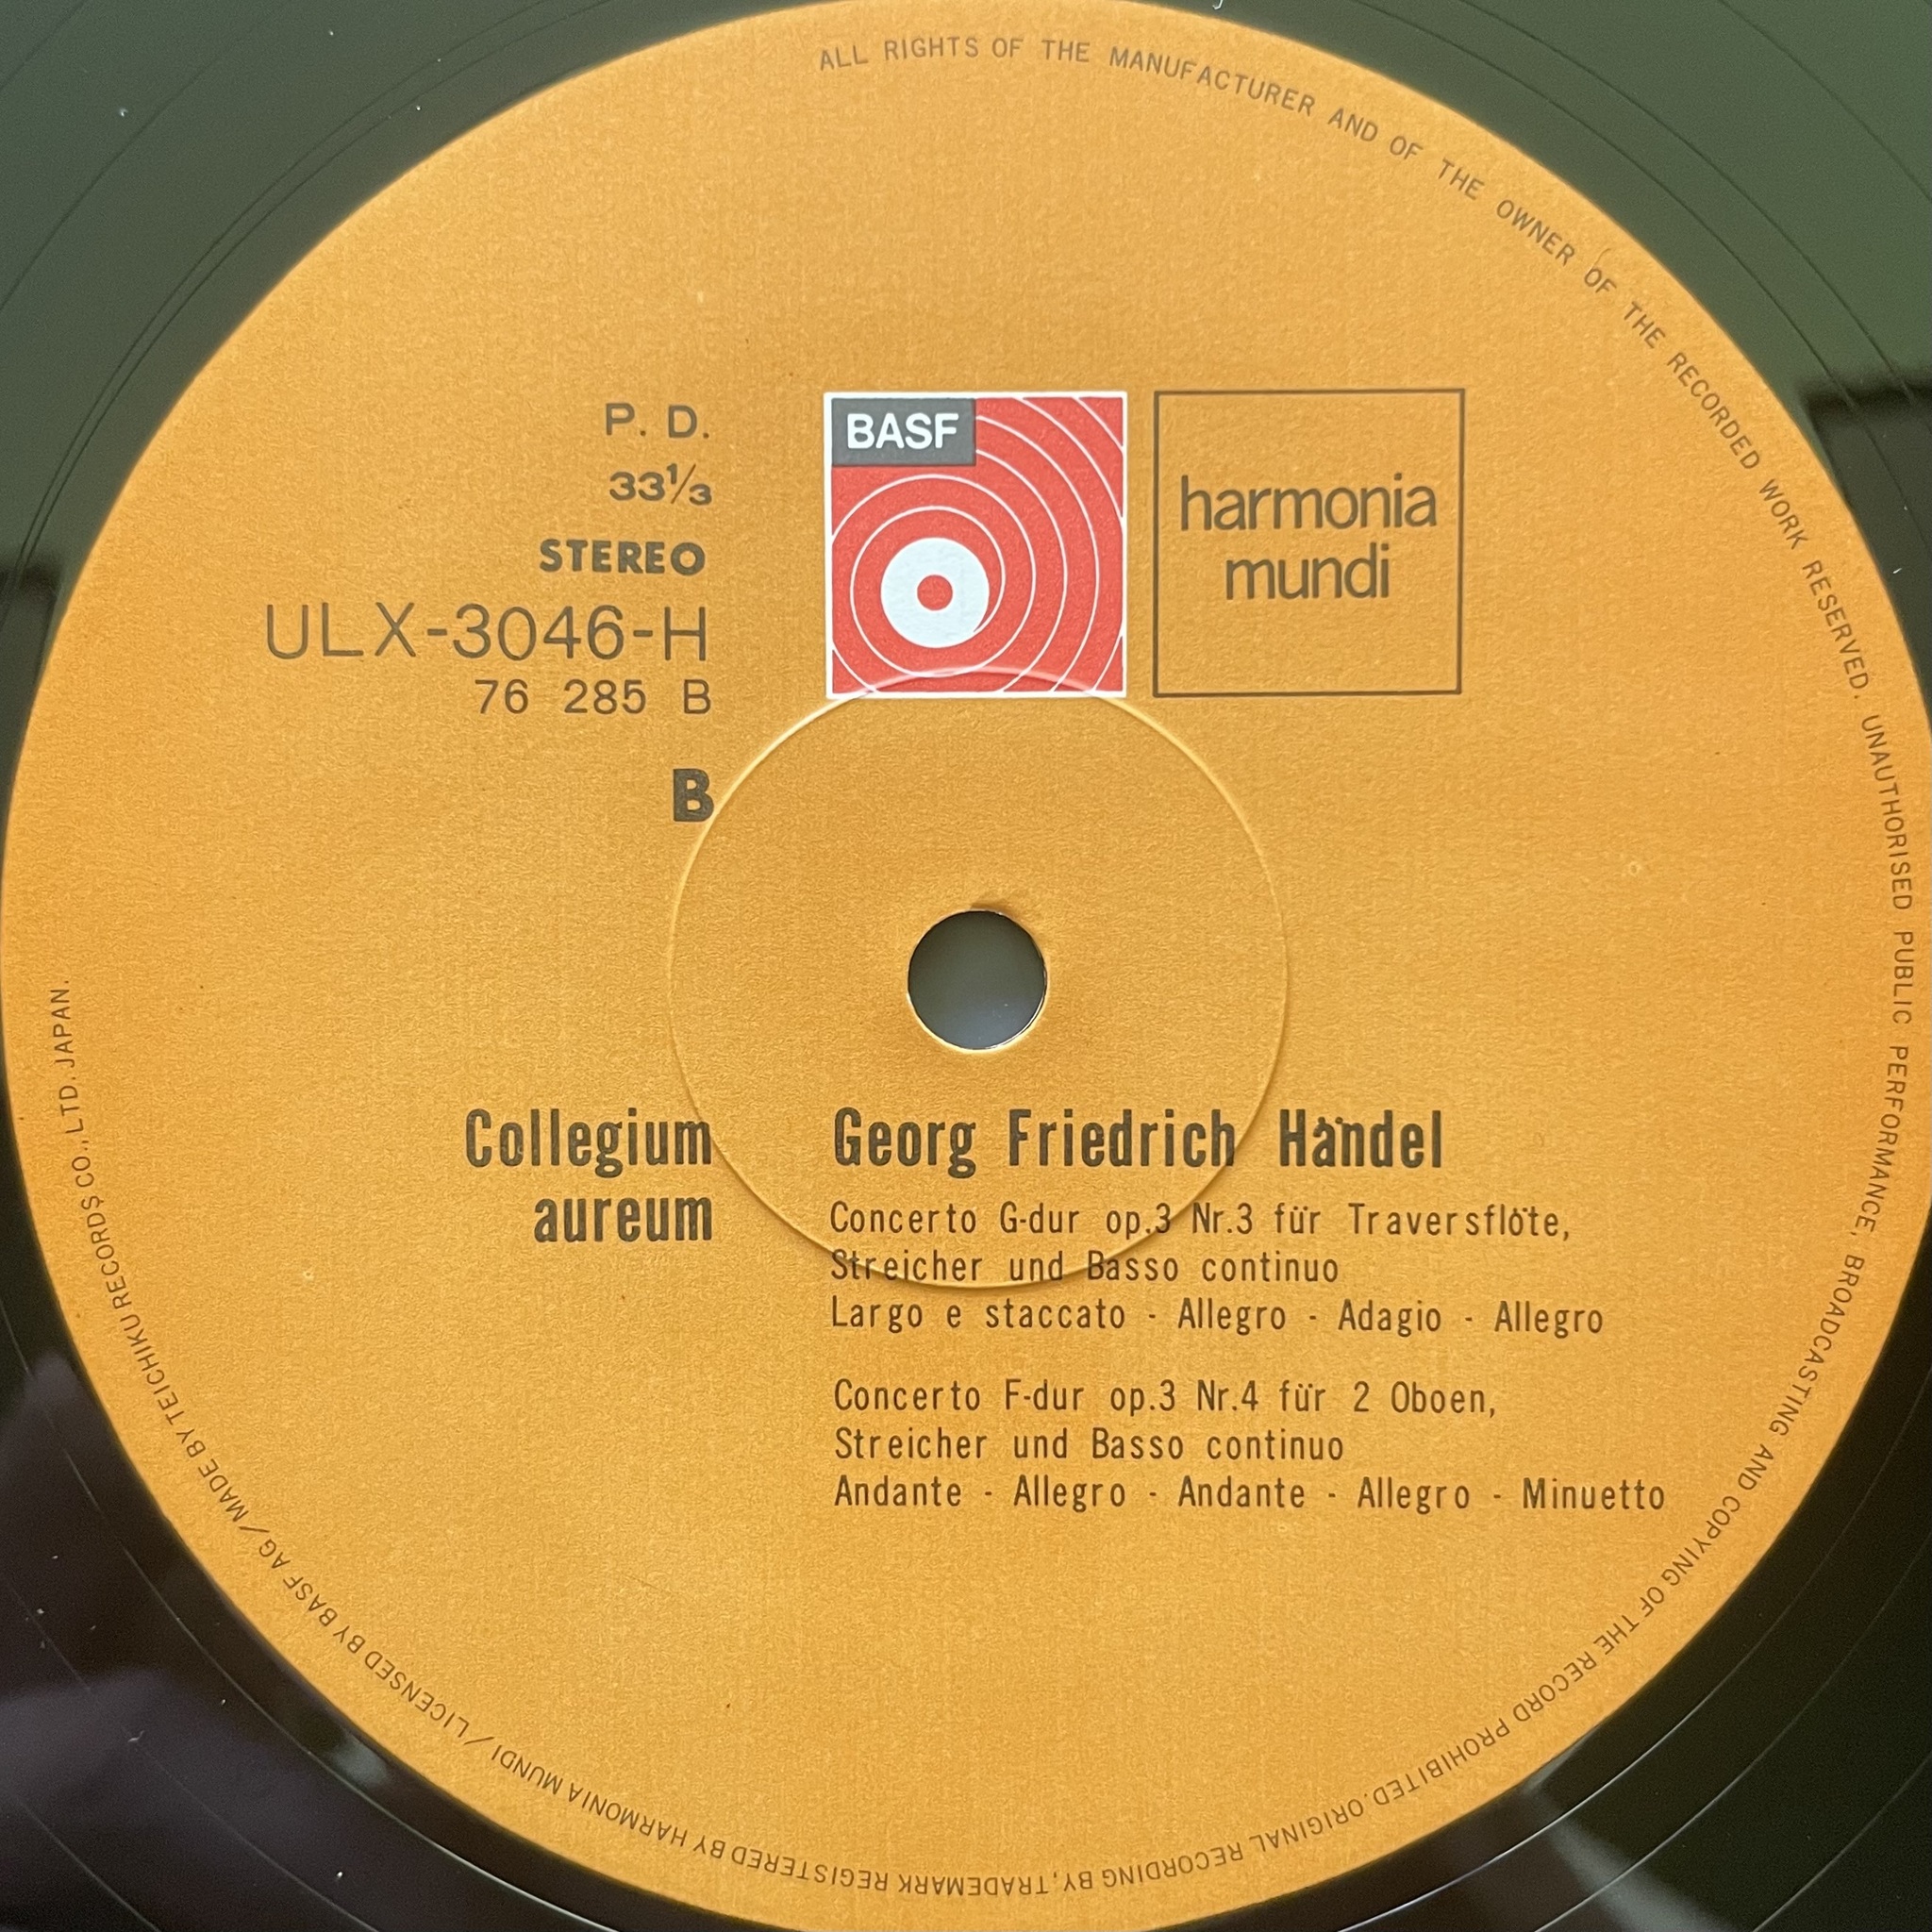 ALL RIGHTS OF THE MANUFACTURER AND OF THE OWNER OF THE RECORDED WORK RESERVED. UNAUTHORISED PUBLIC PERFORMANCE, BROADCASTING AND COPYING OF THE RECORD PROHIBITED. ORIGINAL RECORDING BY, TRADEMARK REGISTERED BY HARMONIA MUNDI / LICENSED BY BASF AG / MADE BY TEICHIKU RECORDS CO., LTD. JAPAN.
P. D.
33⅓
STEREO
ULX-3046-H
76 285 B
B
BASF
harmonia
mundi
Collegium
aureum
Georg Friedrich Händel
Concerto G-dur op.3 Nr.3 für Traversflöte,
Streicher und Basso continuo
Largo e staccato - Allegro - Adagio - Allegro
Concerto F-dur op.3 Nr.4 für 2 Oboen,
Streicher und Basso continuo
Andante - Allegro - Andante - Allegro - Minuetto